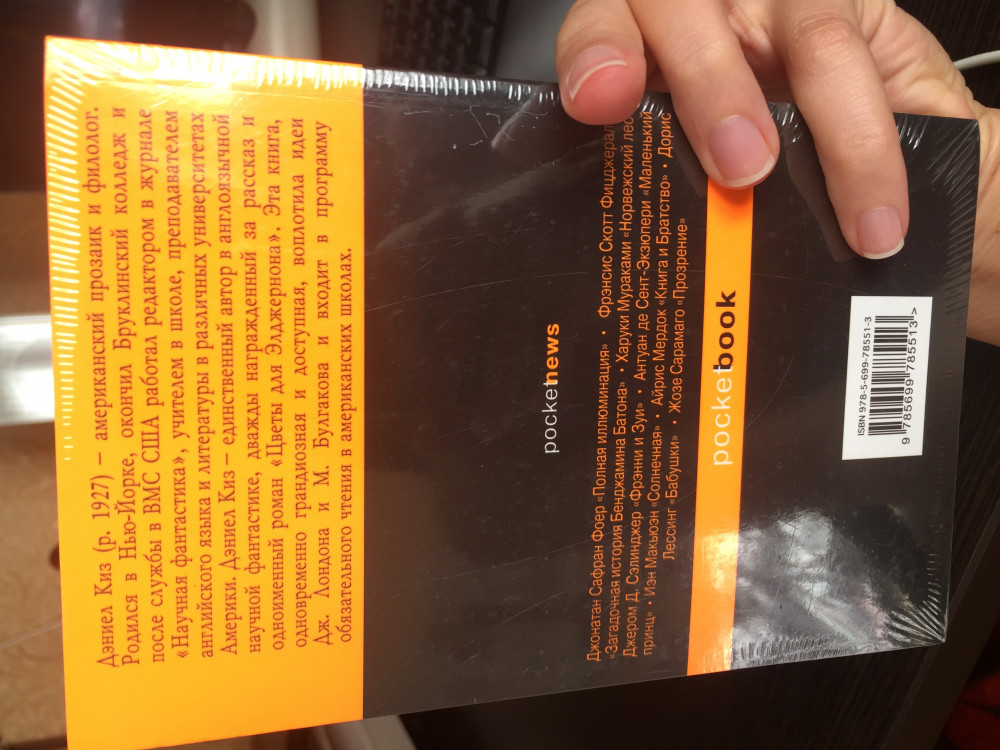 Дэниел Киз (р. 1927) – американский прозаик и филолог.
Родился в Нью-Йорке, окончил Бруклинский колледж и
после службы в ВМС США работал редактором в журнале
«Научная фантастика», учителем в школе, преподавателем
английского языка и литературы в различных университетах
Америки. Дэниел Киз – единственный автор в англоязычной
научной фантастике, дважды награжденный за рассказ и
одноименный роман «Цветы для Элджернона». Эта книга,
одновременно грандиозная и доступная, воплотила идеи
Дж. Лондона и М. Булгакова и входит в программу
обязательного чтения в американских школах.
pocketnews
Джонатан Сафран Фоер «Полная иллюминация» • Фрэнсис Скотт Фицджерал
«Загадочная история Бенджамина Батона» • Харуки Мураками «Норвежский лес
Джером Д. Сэлинджер «Фрэнни и Зуи» • Антуан де Сент-Экзюпери «Маленький
принц» • Иэн Макьюэн «Солнечная» • Айрис Мердок «Книга и Братство» • Дорис
Лессинг «Бабушки» • Жозе Сарамаго «Прозрение»
pocketbook
ISBN 978-5-699-78551-3
9 785699 785513 >